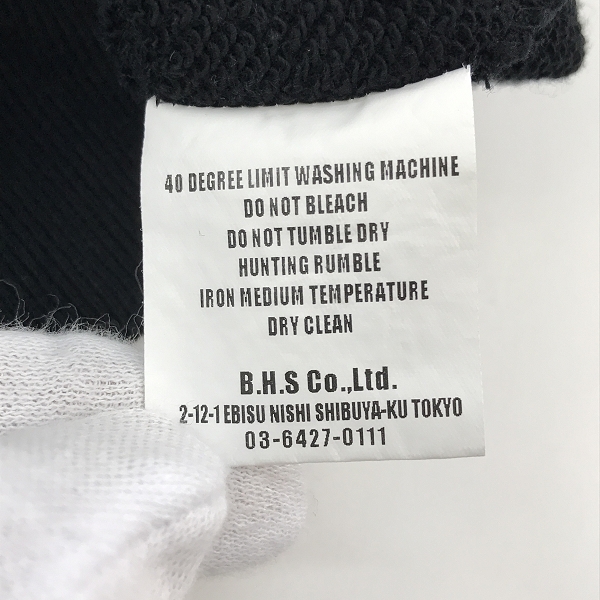 40 DEGREE LIMIT WASHING MACHINE
DO NOT BLEACH
DO NOT TUMBLE DRY
HUNTING RUMBLE
IRON MEDIUM TEMPERATURE
DRY CLEAN
B.H.S Co.,Ltd.
2-12-1 EBISU NISHI SHIBUYA-KU TOKYO
03-6427-0111